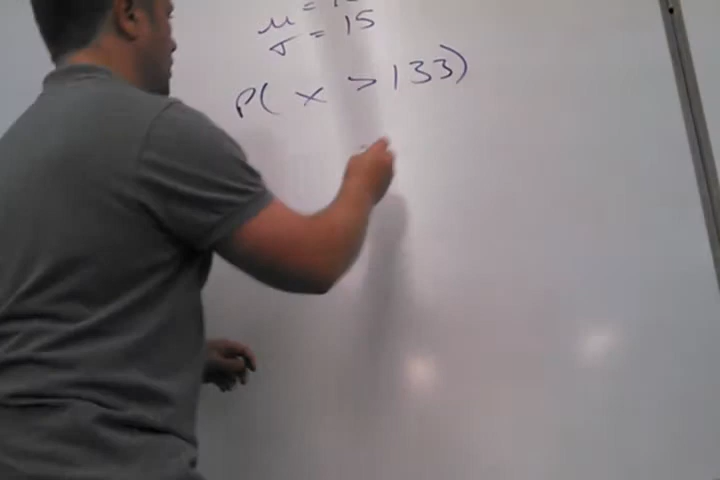 μ =
σ = 15
P( x > 133)